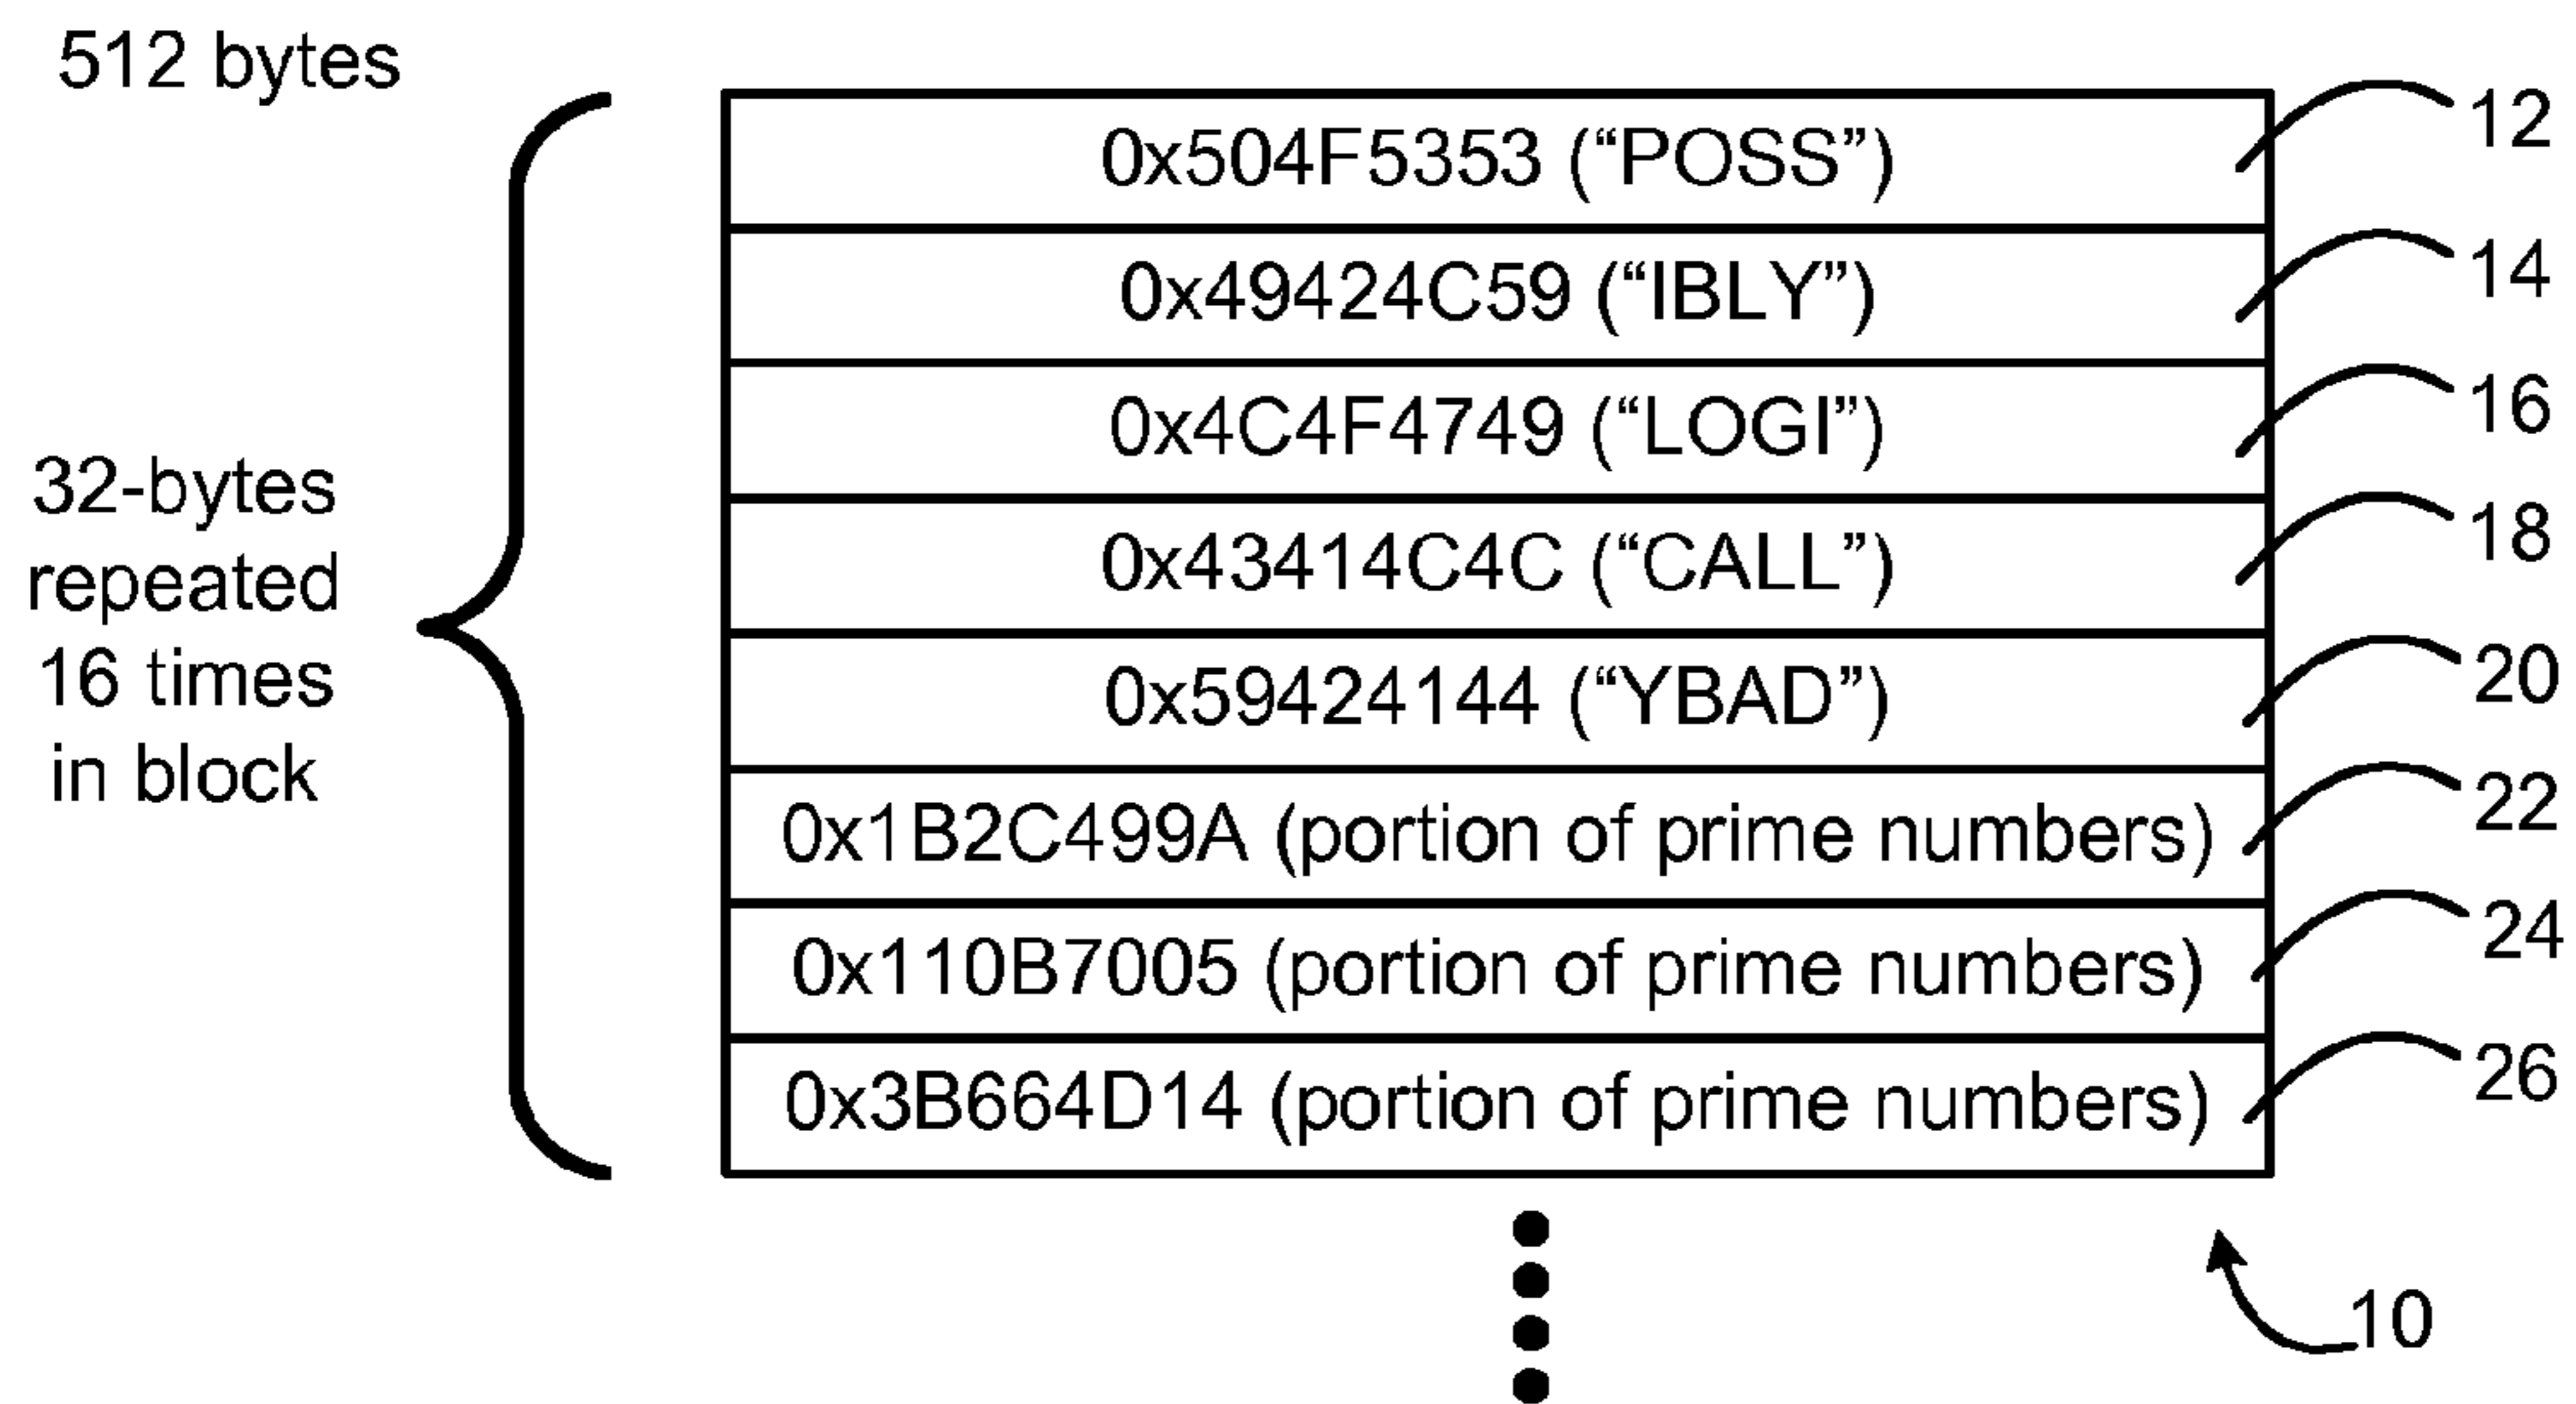 512 bytes
0x504F5353 (“POSS”) 12
0x49424C59 (“IBLY”) 14
0x4C4F4749 (“LOGI”) 16
0x43414C4C (“CALL”) 18
0x59424144 (“YBAD”) 20
0x1B2C499A (portion of prime numbers) 22
0x110B7005 (portion of prime numbers) 24
0x3B664D14 (portion of prime numbers) 26
32-bytes
repeated
16 times
in block
10